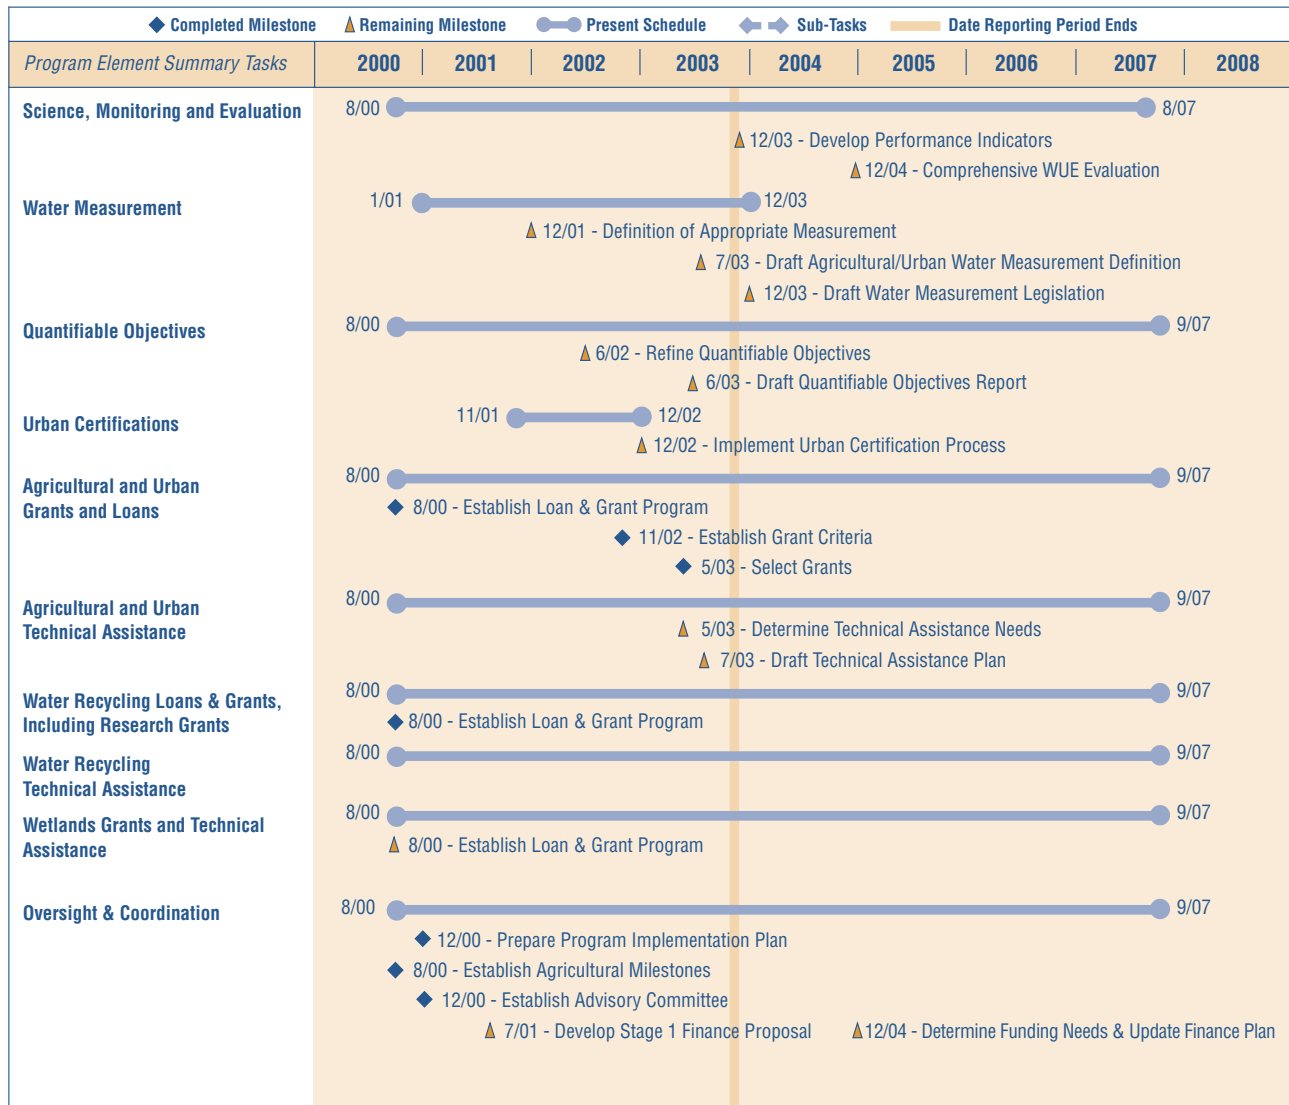 Completed Milestone Remaining Milestone Present Schedule Sub-Tasks Date Reporting Period Ends
Program Element Summary Tasks 2000 2001 2002 2003 2004 2005 2006 2007 2008
Science, Monitoring and Evaluation 8/00 8/07
12/03 - Develop Performance Indicators
12/04 - Comprehensive WUE Evaluation
Water Measurement 1/01 12/03
12/01 - Definition of Appropriate Measurement
7/03 - Draft Agricultural/Urban Water Measurement Definition
12/03 - Draft Water Measurement Legislation
Quantifiable Objectives 8/00 9/07
6/02 - Refine Quantifiable Objectives
6/03 - Draft Quantifiable Objectives Report
Urban Certifications 11/01 12/02
12/02 - Implement Urban Certification Process
Agricultural and Urban 8/00 9/07
Grants and Loans
8/00 - Establish Loan & Grant Program
11/02 - Establish Grant Criteria
5/03 - Select Grants
Agricultural and Urban 8/00 9/07
Technical Assistance
5/03 - Determine Technical Assistance Needs
7/03 - Draft Technical Assistance Plan
Water Recycling Loans & Grants, 8/00 9/07
Including Research Grants
8/00 - Establish Loan & Grant Program
Water Recycling 8/00 9/07
Technical Assistance
Wetlands Grants and Technical 8/00 9/07
Assistance
8/00 - Establish Loan & Grant Program
Oversight & Coordination 8/00 9/07
12/00 - Prepare Program Implementation Plan
8/00 - Establish Agricultural Milestones
12/00 - Establish Advisory Committee
7/01 - Develop Stage 1 Finance Proposal 12/04 - Determine Funding Needs & Update Finance Plan